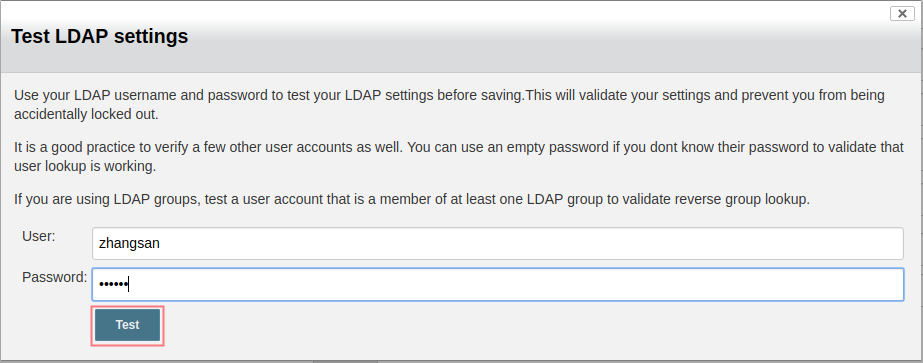 Test LDAP settings
Use your LDAP username and password to test your LDAP settings before saving.This will validate your settings and prevent you from being
accidentally locked out.
It is a good practice to verify a few other user accounts as well. You can use an empty password if you dont know their password to validate that
user lookup is working.
If you are using LDAP groups, test a user account that is a member of at least one LDAP group to validate reverse group lookup.
User: zhangsan
Password: ••••••
Test